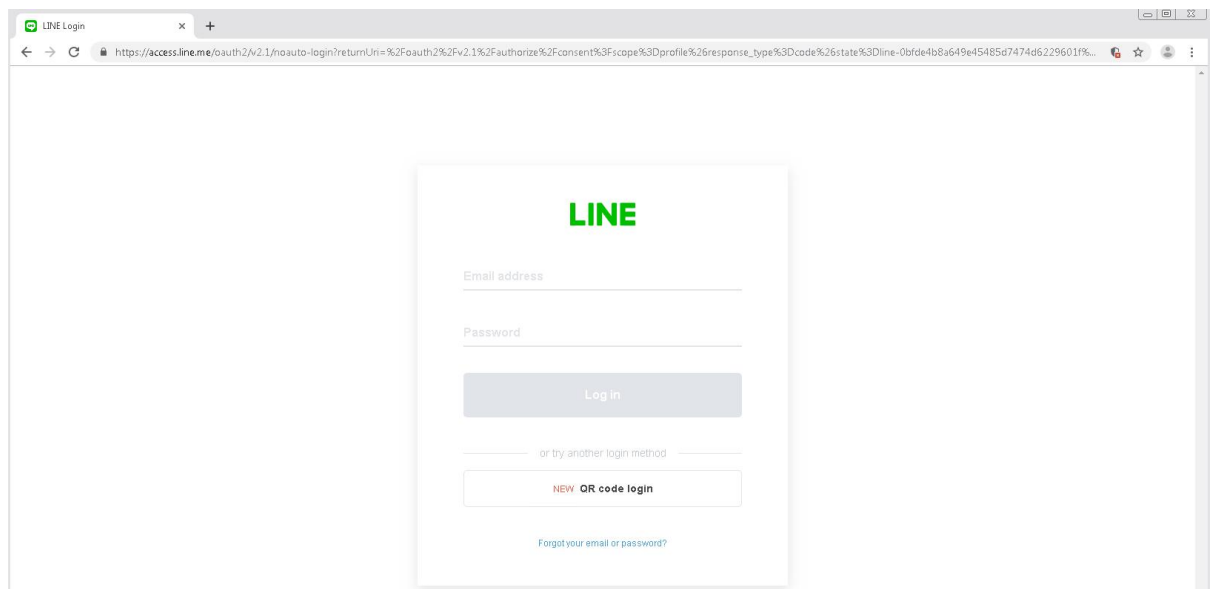 LINE Login
https://access.line.me/oauth2/v2.1/noauto-login?returnUri=%2Foauth2%2Fv2.1%2Fauthorize%2Fconsent%3Fscope%3Dprofile%26response_type%3Dcode%26state%3Dline-0bfde4b8a649e45485d7474d6229601f%...
LINE
Email address
Password
Log in
or try another login method
NEW QR code login
Forgot your email or password?